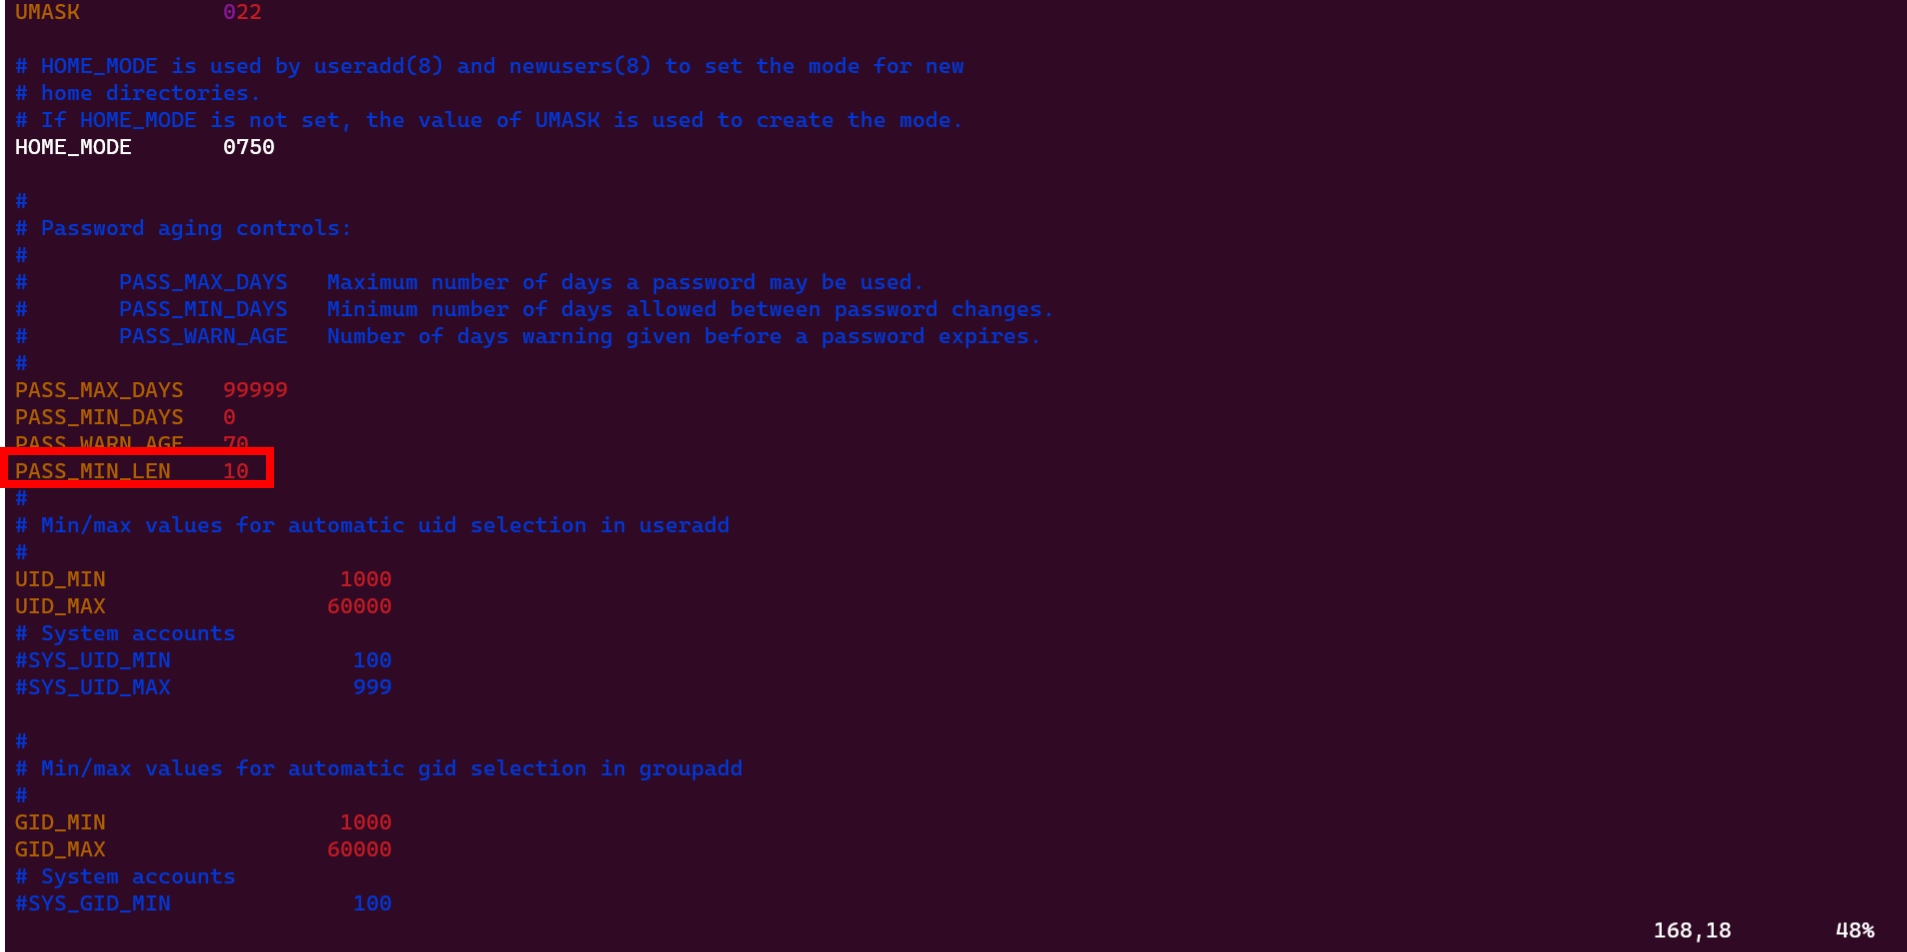 UMASK 022
# HOME_MODE is used by useradd(8) and newusers(8) to set the mode for new
# home directories.
# If HOME_MODE is not set, the value of UMASK is used to create the mode.
HOME_MODE 0750
#
# Password aging controls:
#
# PASS_MAX_DAYS Maximum number of days a password may be used.
# PASS_MIN_DAYS Minimum number of days allowed between password changes.
# PASS_WARN_AGE Number of days warning given before a password expires.
#
PASS_MAX_DAYS 99999
PASS_MIN_DAYS 0
PASS_WARN_AGE 70
PASS_MIN_LEN 10
#
# Min/max values for automatic uid selection in useradd
#
UID_MIN 1000
UID_MAX 60000
# System accounts
#SYS_UID_MIN 100
#SYS_UID_MAX 999
#
# Min/max values for automatic gid selection in groupadd
#
GID_MIN 1000
GID_MAX 60000
# System accounts
#SYS_GID_MIN 100
168,18 48%